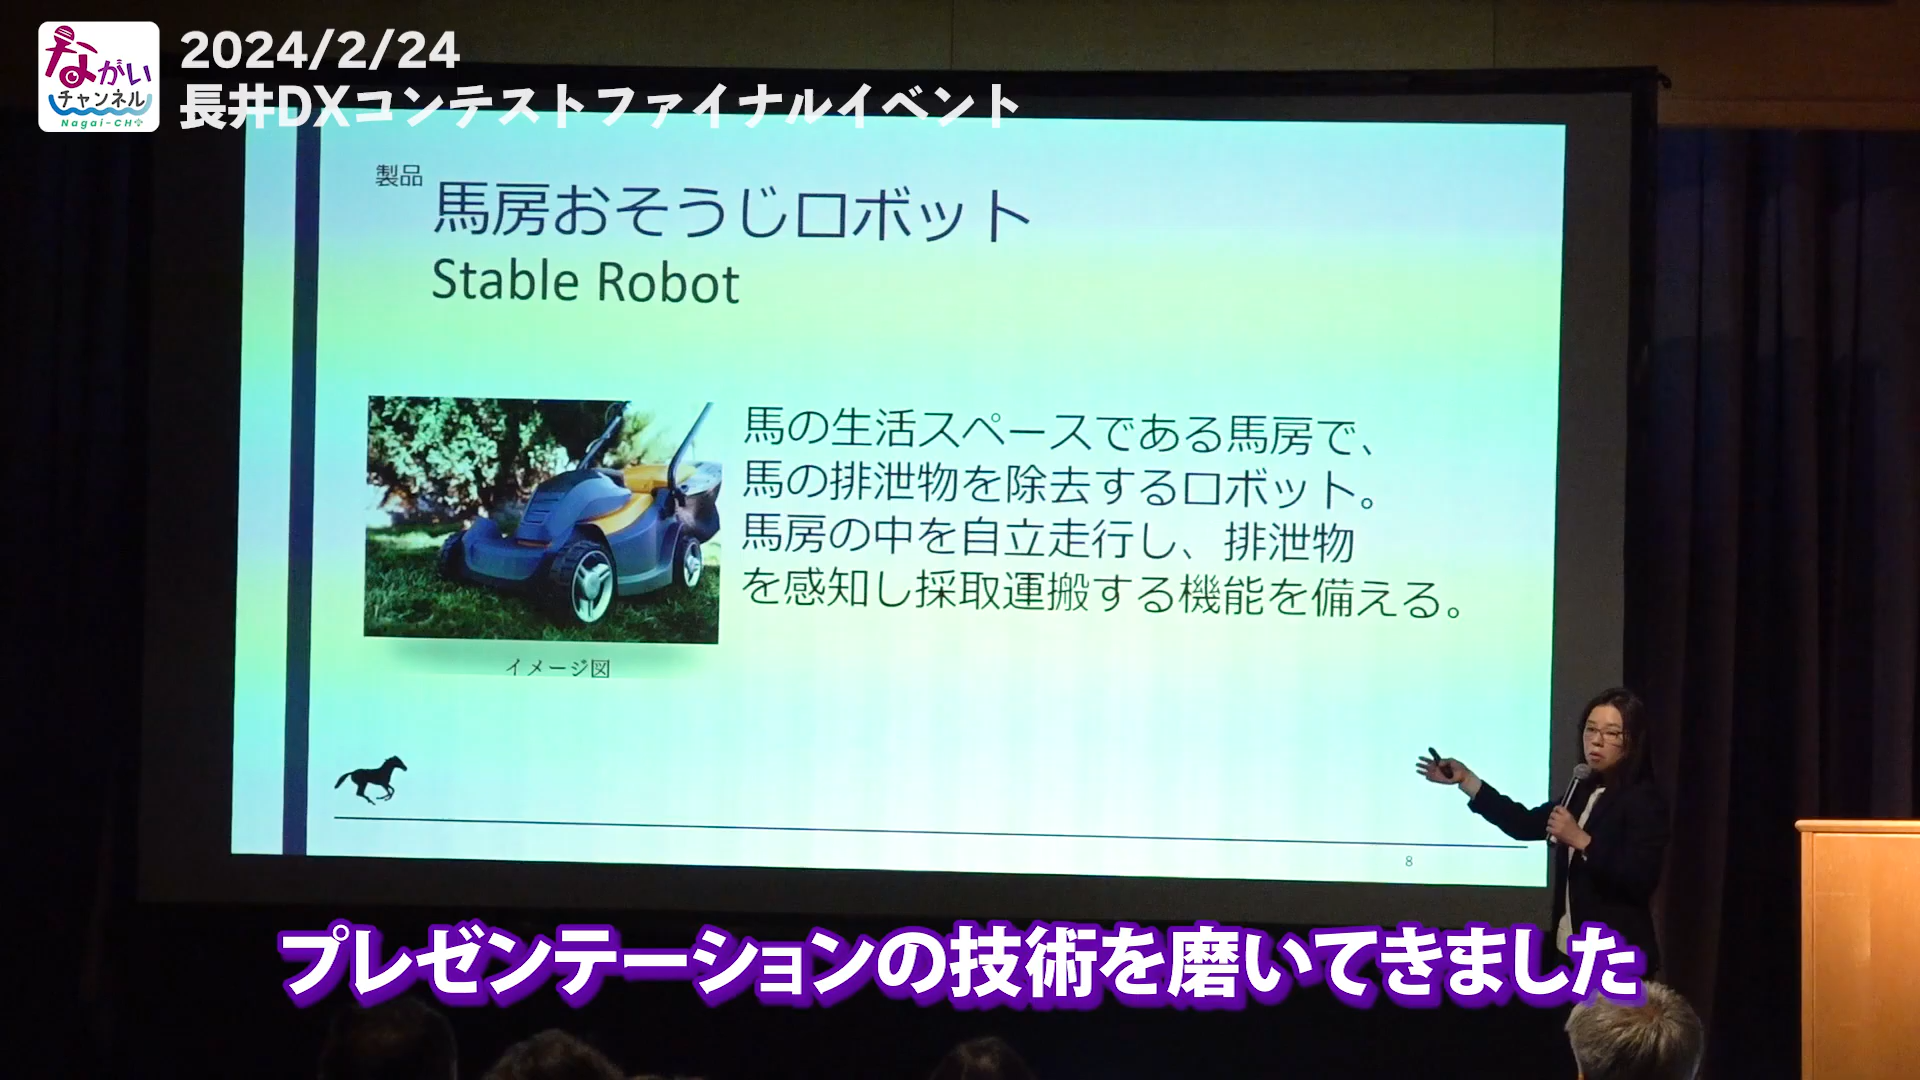 ながい
チャンネル
Nagai-CH
2024/2/24
長井DXコンテストファイナルイベント
製品
馬房おそうじロボット
Stable Robot
馬の生活スペースである馬房で、
馬の排泄物を除去するロボット。
馬房の中を自立走行し、排泄物
を感知し採取運搬する機能を備える。
イメージ図
8
プレゼンテーションの技術を磨いてきました